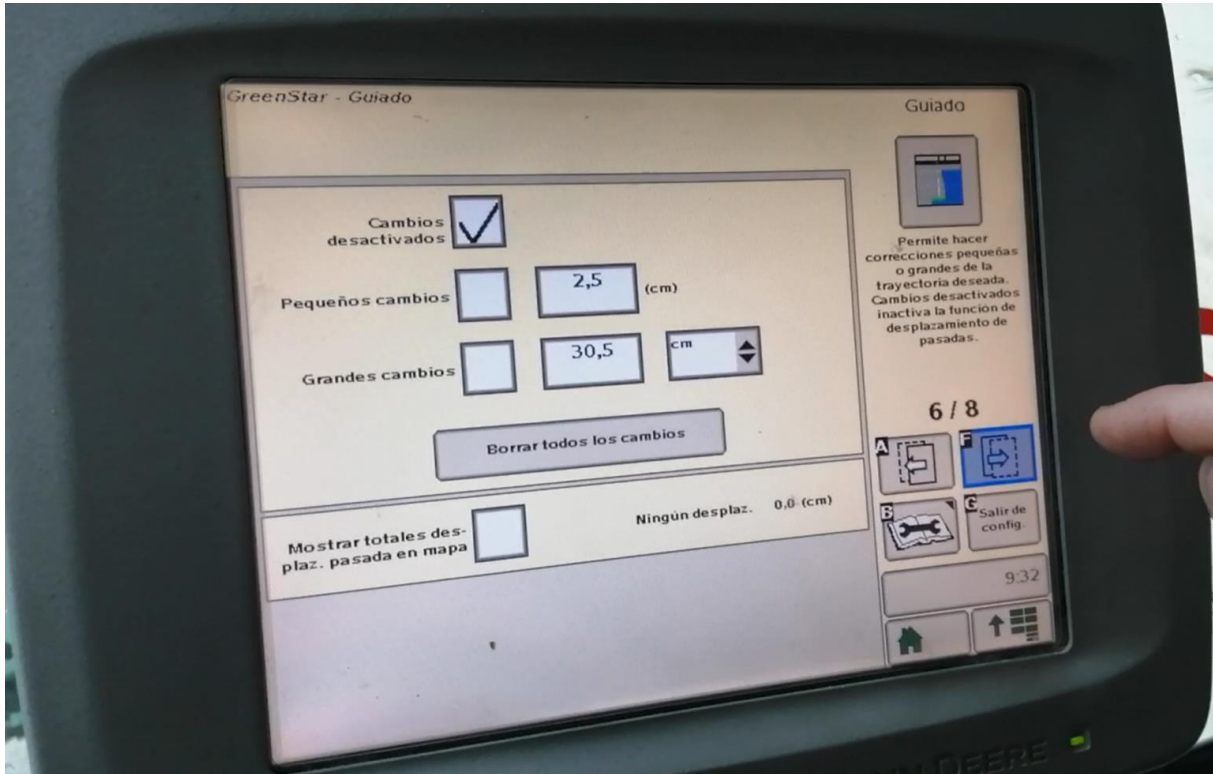 GreenStar - Guiado
Guiado
Cambios
desactivados
Pequeños cambios
2,5
(cm)
Grandes cambios
30,5
cm
Borrar todos los cambios
Mostrar totales des-
plaz. pasada en mapa
Ningún desplaz.
0,0 (cm)
Permite hacer
correcciones pequeñas
o grandes de la
trayectoria deseada.
Cambios desactivados
inactiva la función de
desplazamiento de
pasadas.
6 / 8
A
F
B
G
Salir de
config.
9:32
DEERE